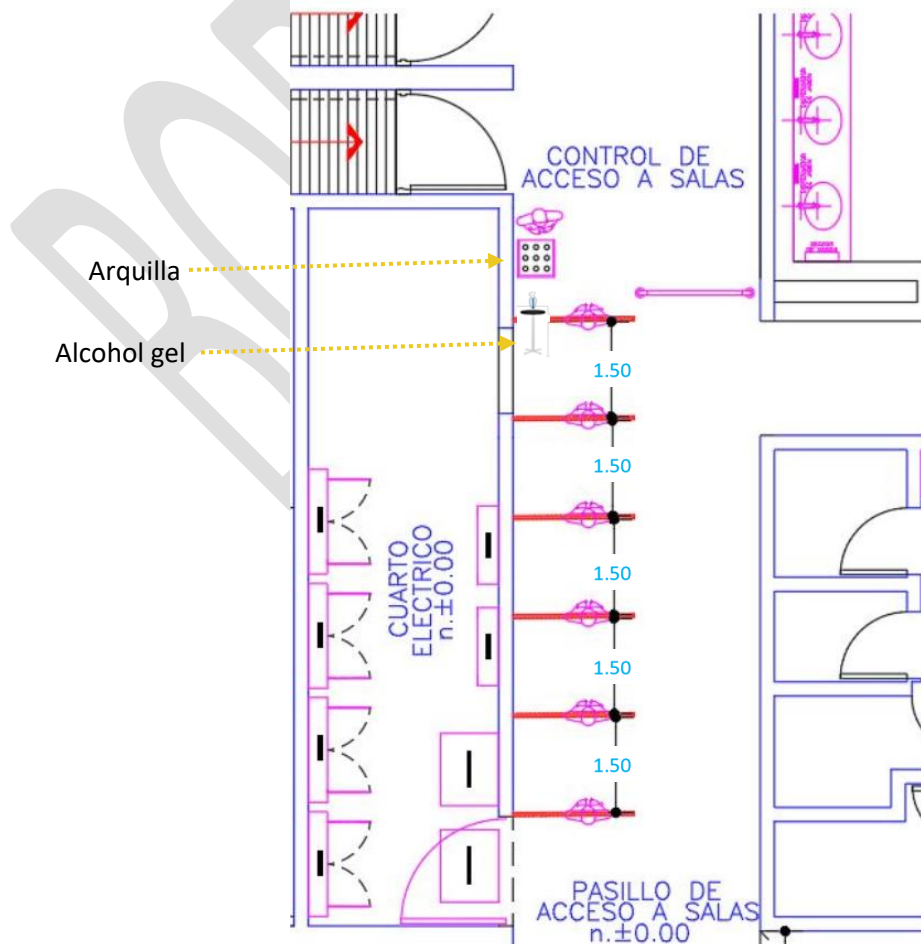 CONTROL DE
ACCESO A SALAS
Arquilla
Alcohol gel
1.50
1.50
1.50
1.50
1.50
CUARTO
ELECTRICO
n.±0.00
PASILLO DE
ACCESO A SALAS
n.±0.00